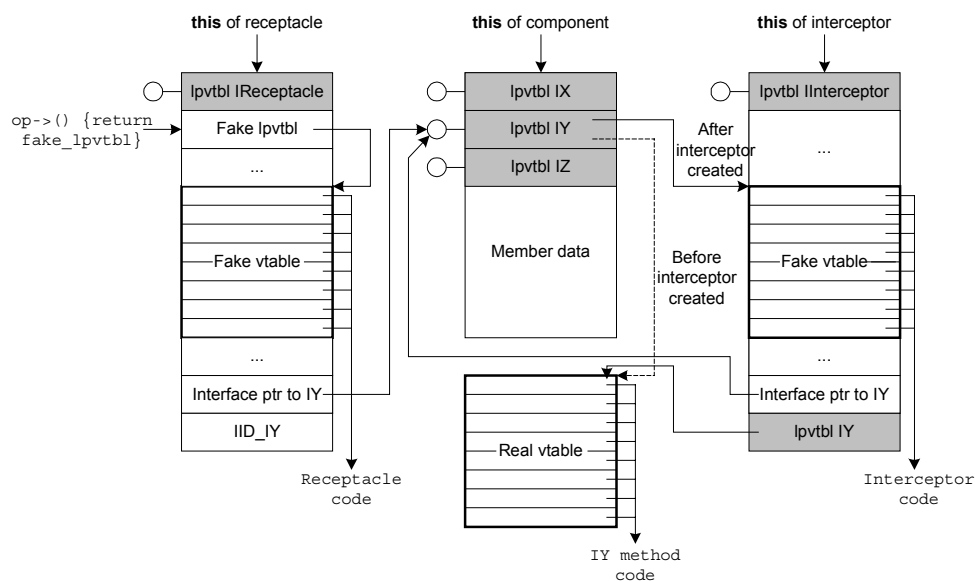 this of receptacle
this of component
this of interceptor
lpvtbl IReceptacle
op->() {return
fake_lpvtbl}
Fake lpvtbl
...
Fake vtable
...
Interface ptr to IY
IID_IY
Receptacle
code
lpvtbl IX
lpvtbl IY
lpvtbl IZ
Member data
After
interceptor
created
Before
interceptor
created
Real vtable
IY method
code
lpvtbl IInterceptor
...
Fake vtable
...
Interface ptr to IY
lpvtbl IY
Interceptor
code